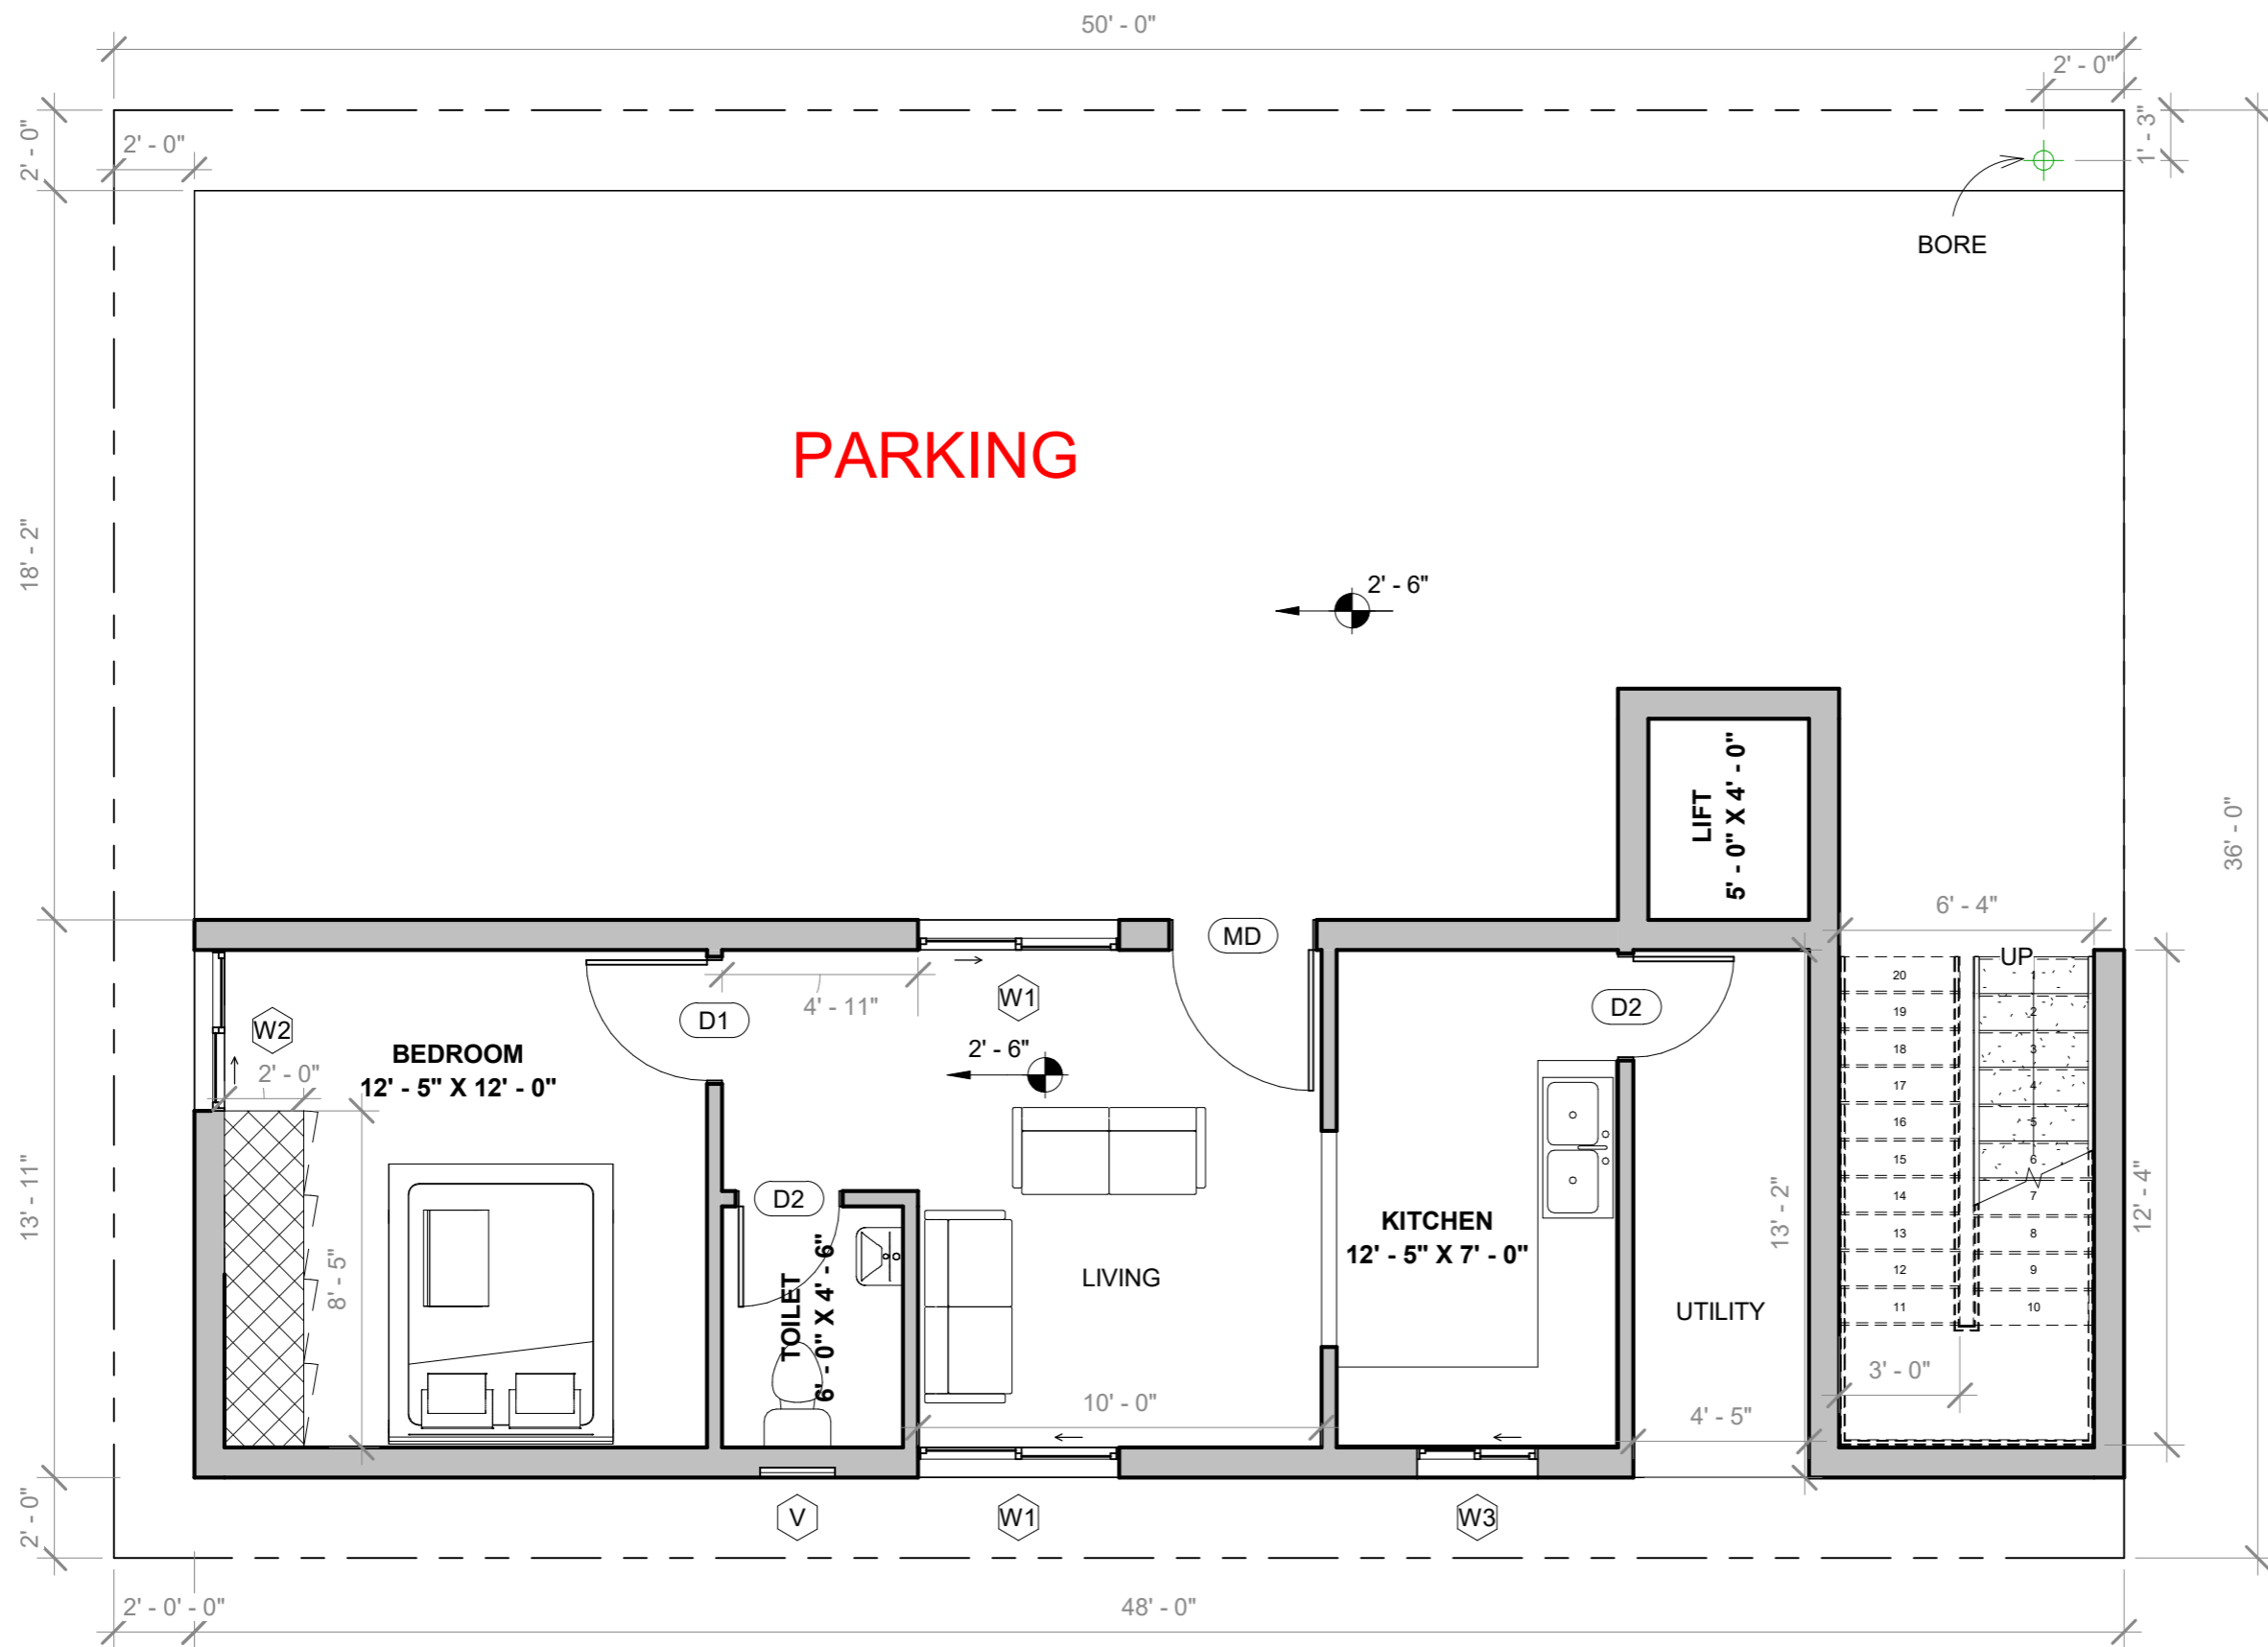 50' - 0"
2' - 0"
2' - 0"
2' - 0"
1' - 3"
BORE
PARKING
18' - 2"
2' - 6"
LIFT
5' - 0" X 4' - 0"
36' - 0"
6' - 4"
MD
UP
W1
4' - 11"
D1
D2
W2
2' - 6"
BEDROOM
12' - 5" X 12' - 0"
2' - 0"
20
19
18
17
16
15
14
13
12
11
1
2
3
4
5
6
7
8
9
10
13' - 11"
8' - 5"
D2
TOILET
6' - 0" X 4' - 6"
LIVING
KITCHEN
12' - 5" X 7' - 0"
UTILITY
13' - 2"
12' - 4"
3' - 0"
10' - 0"
4' - 5"
2' - 0"
V
W1
W3
2' - 0' - 0"
48' - 0"